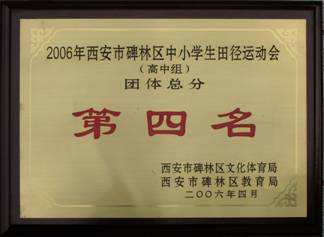 2006年西安市碑林区中小学生田径运动会
（高中组）
团体总分
第四名
西安市碑林区文化体育局
西安市碑林区教育局
二〇〇六年四月